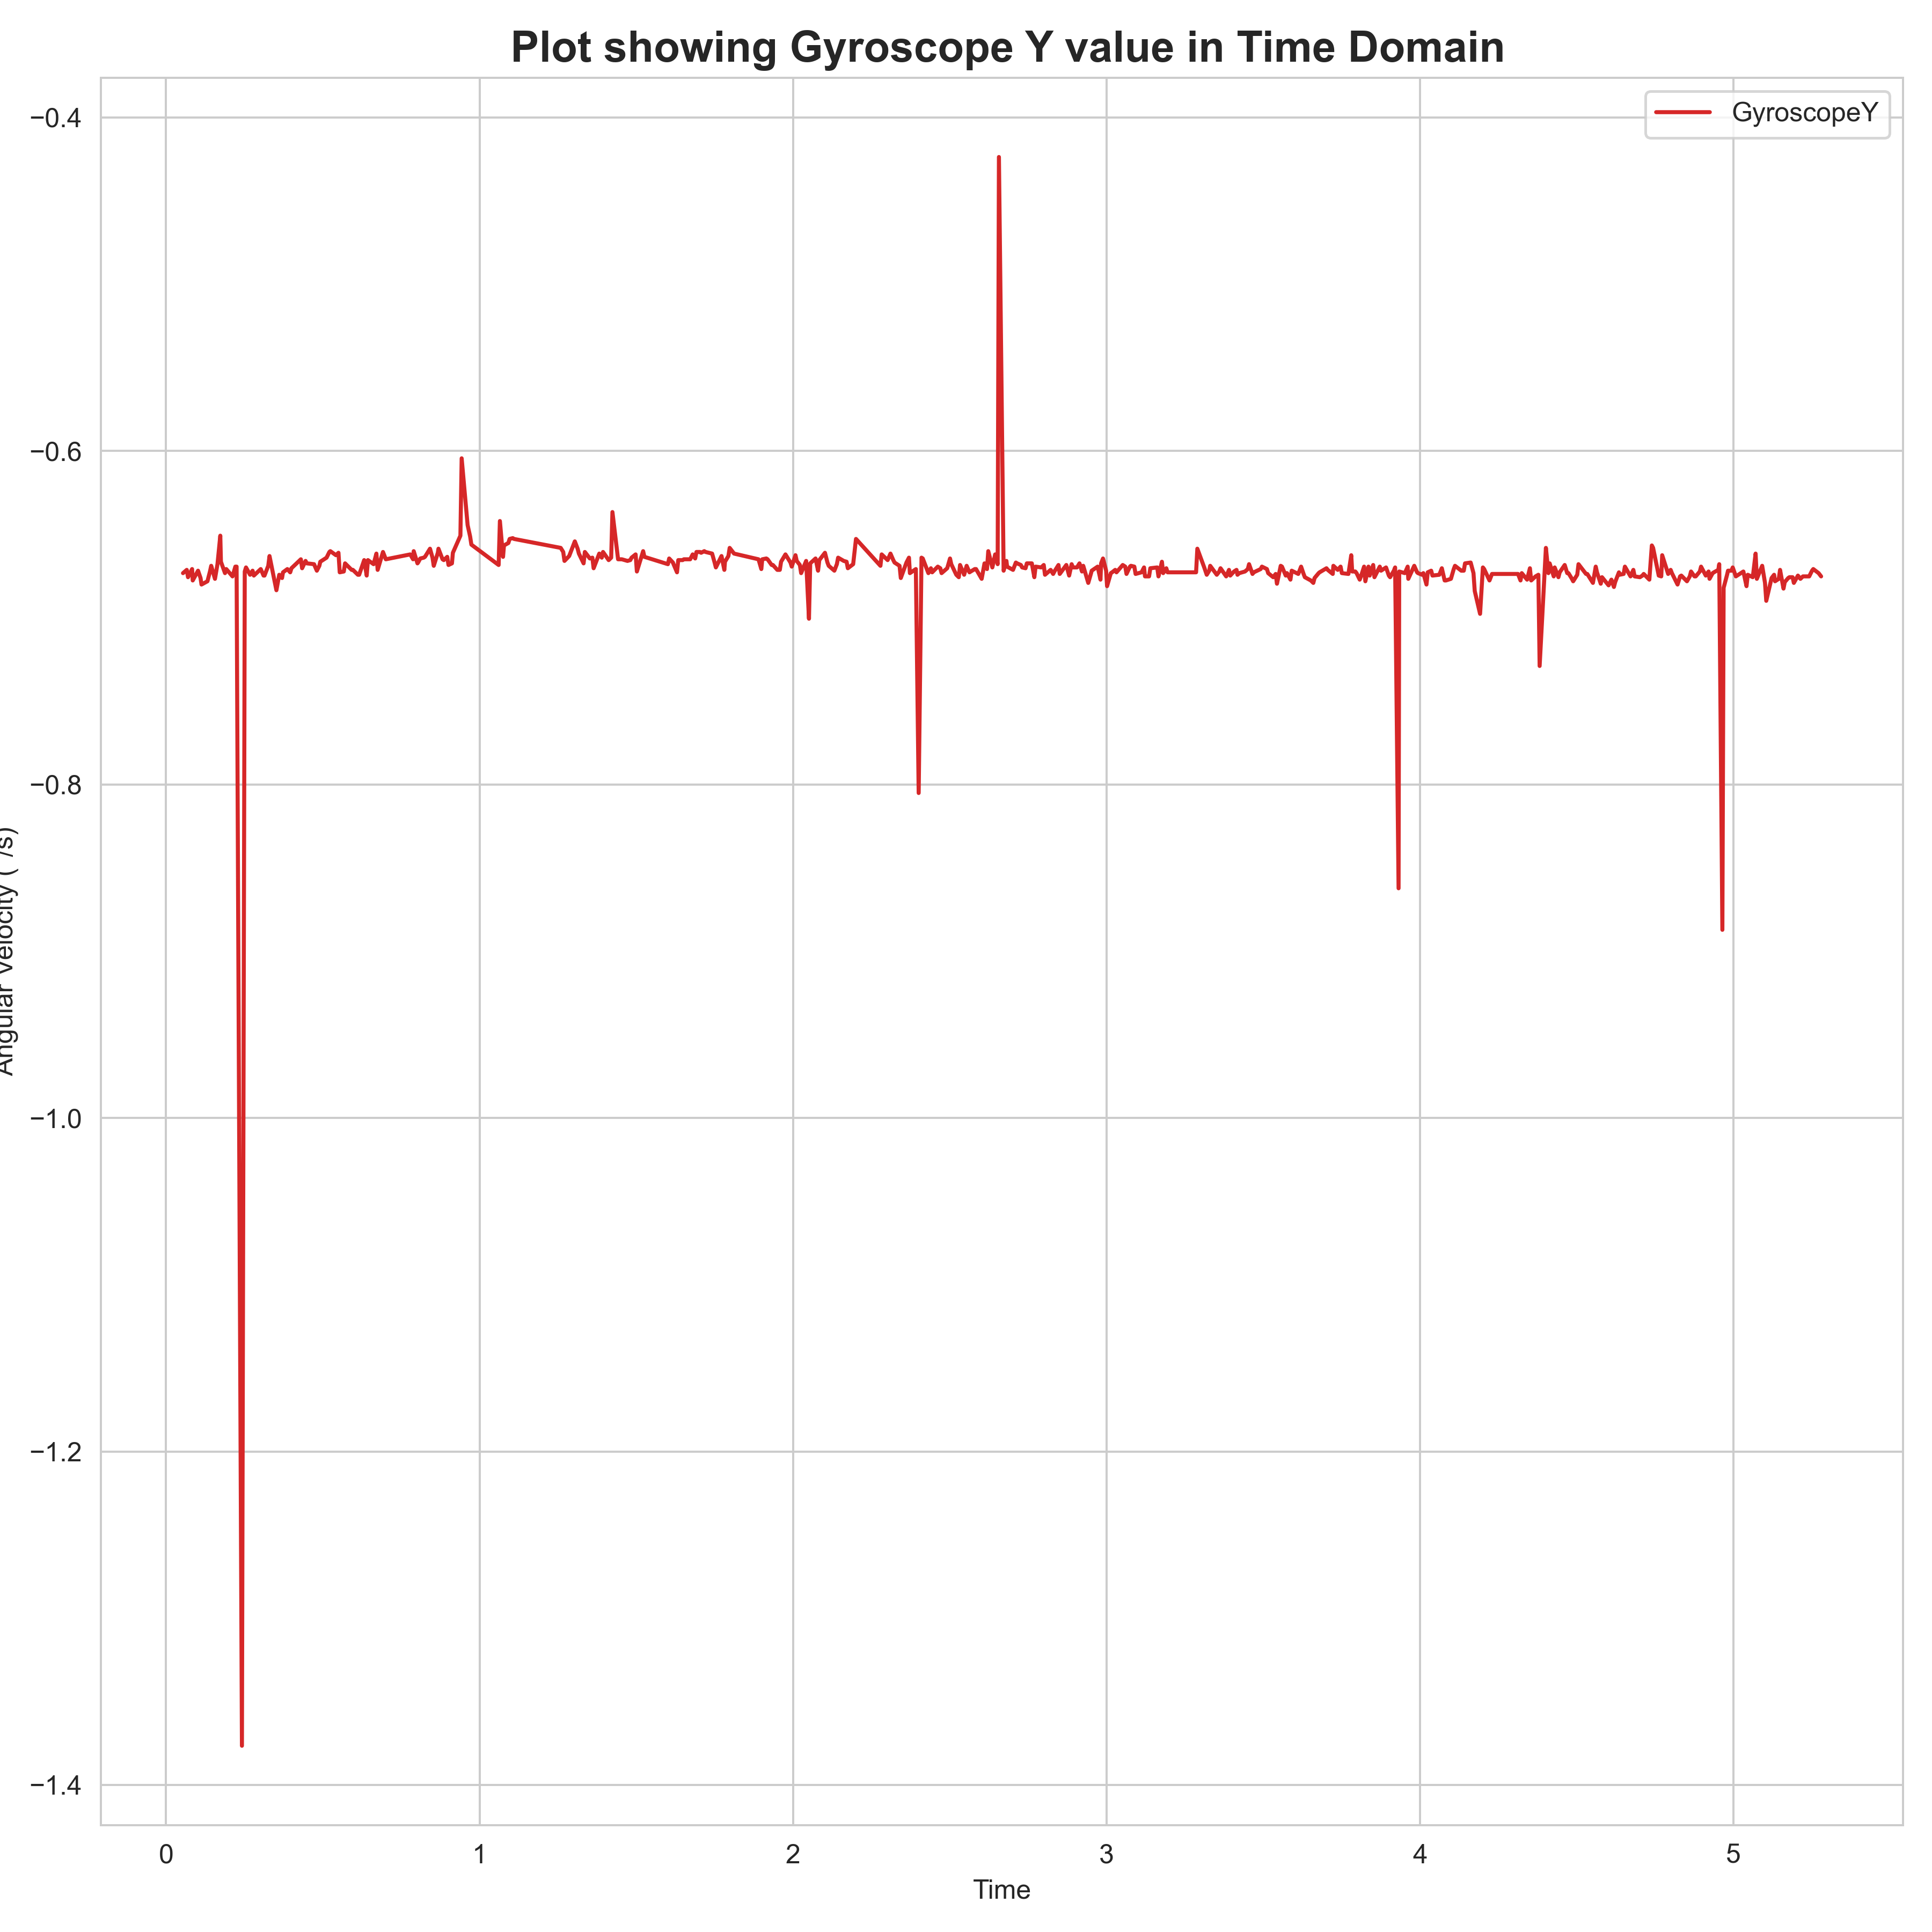 Plot showing Gyroscope Y value in Time Domain
GyroscopeY
−0.4
−0.6
−0.8
−1.0
−1.2
−1.4
Angular velocity ( /s)
0 1 2 3 4 5
Time